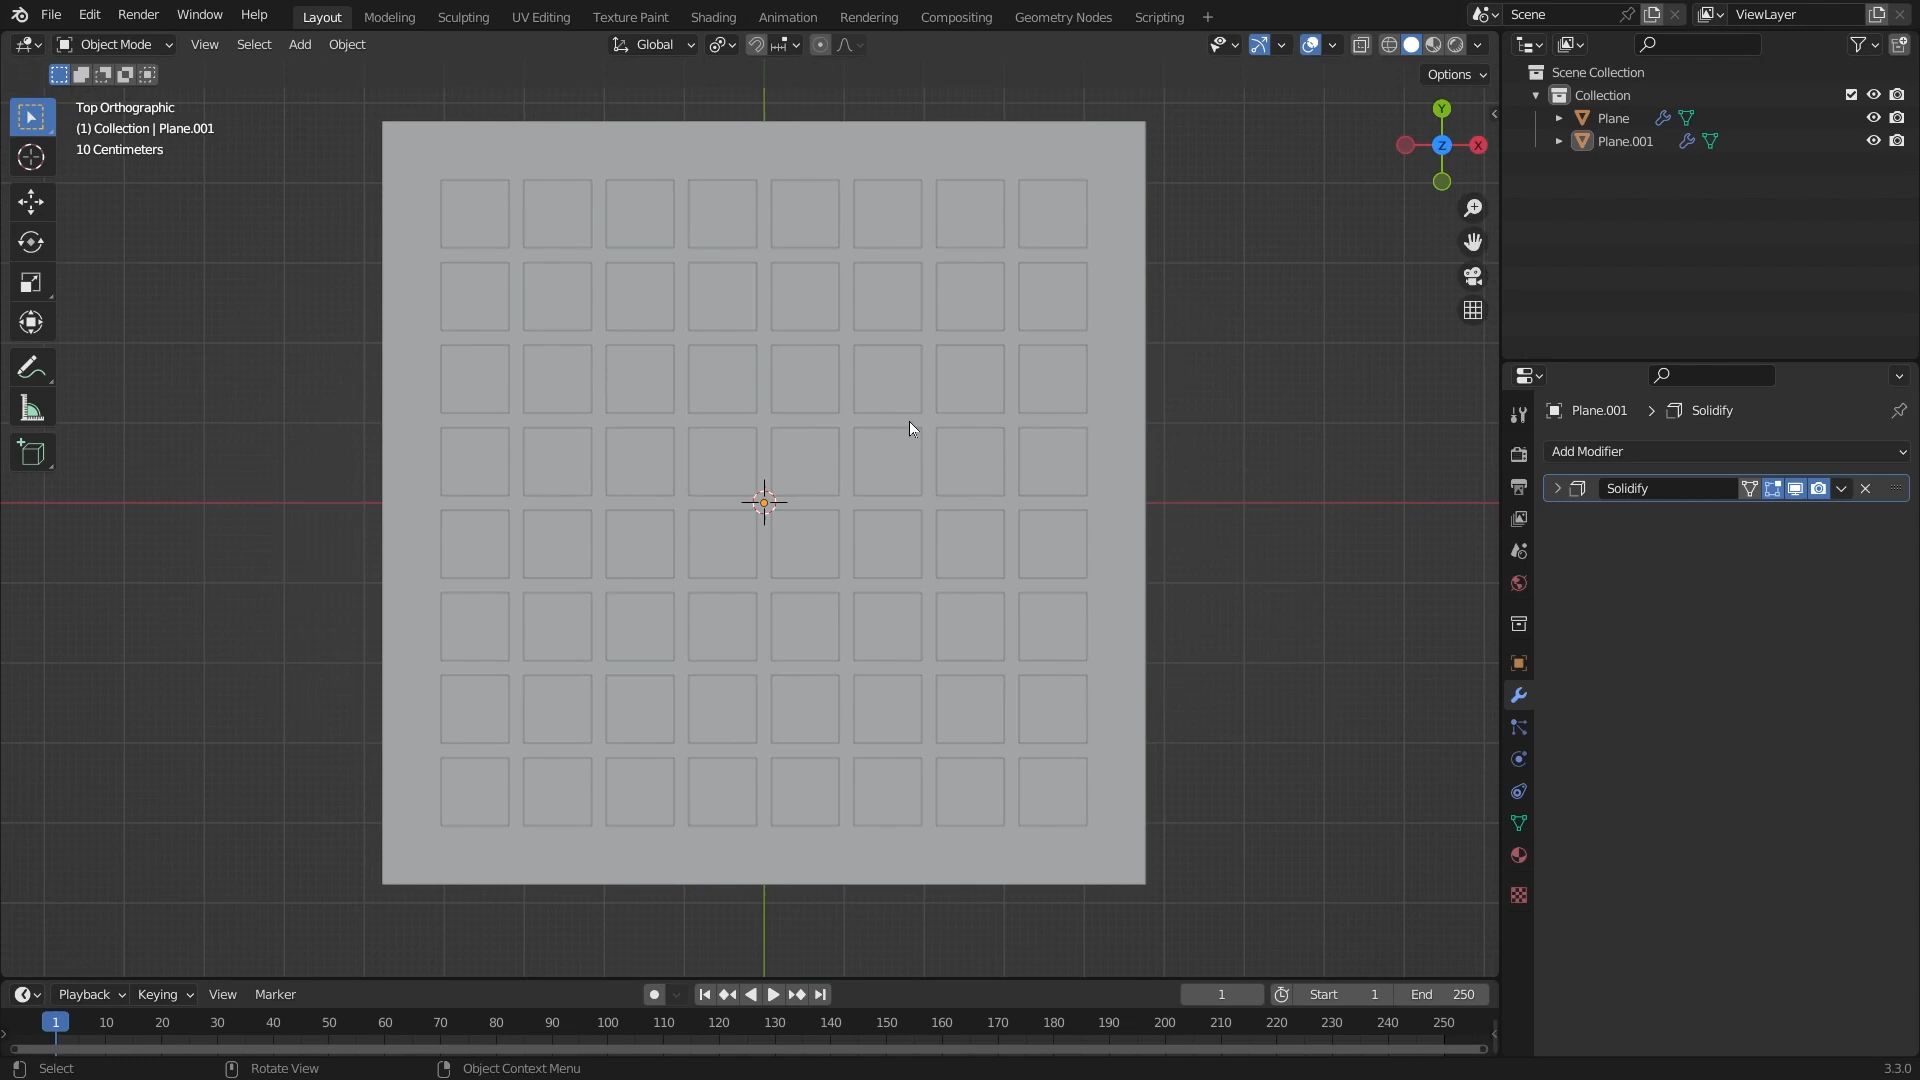 File Edit Render Window Help Layout Modeling Sculpting UV Editing Texture Paint Shading Animation Rendering Compositing Geometry Nodes Scripting + Scene ViewLayer
Object Mode View Select Add Object Global
Options
Top Orthographic
(1) Collection | Plane.001
10 Centimeters
Y
Z X
Scene Collection
Collection
Plane
Plane.001
Plane.001 > Solidify
Add Modifier
Solidify
Playback Keying View Marker 1 Start 1 End 250
1 10 20 30 40 50 60 70 80 90 100 110 120 130 140 150 160 170 180 190 200 210 220 230 240 250
Select Rotate View Object Context Menu 3.3.0